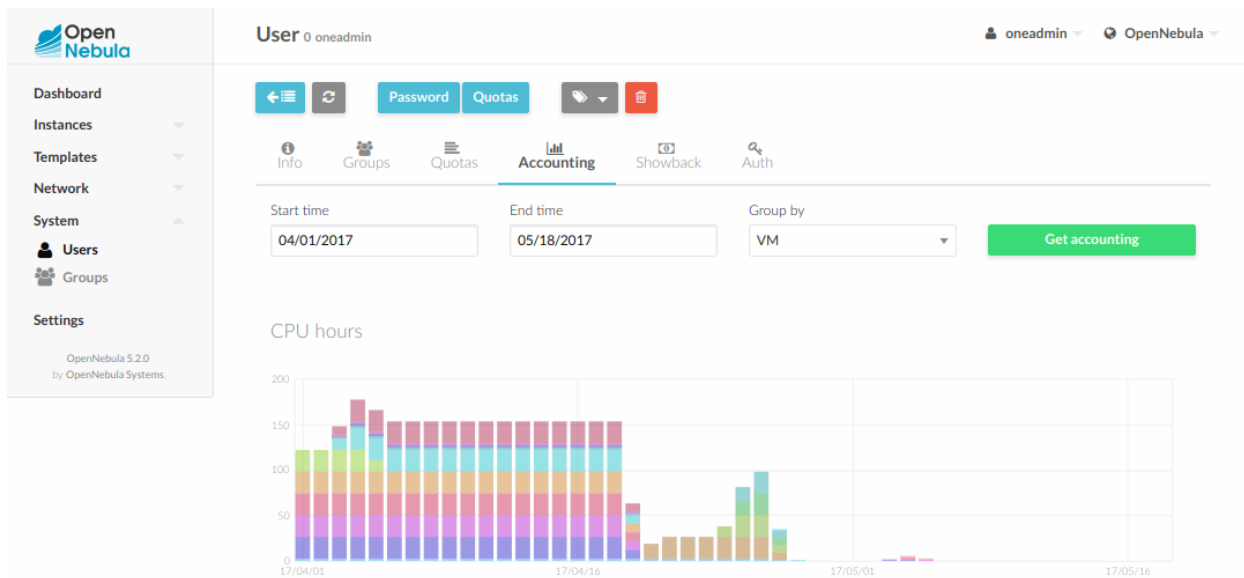 Open
Nebula
User 0 oneadmin
oneadmin
OpenNebula
Dashboard
Instances
Templates
Network
System
Users
Groups
Settings
OpenNebula 5.2.0
by OpenNebula Systems.
Password
Quotas
Info
Groups
Quotas
Accounting
Showback
Auth
Start time
End time
Group by
04/01/2017
05/18/2017
VM
Get accounting
CPU hours
200
150
100
50
0
17/04/01
17/04/16
17/05/01
17/05/16